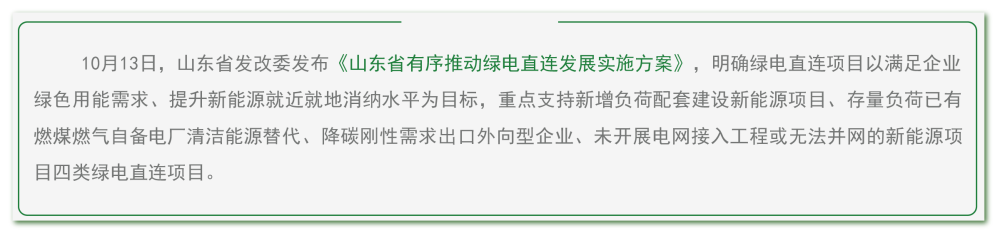 10月13日，山东省发改委发布《山东省有序推动绿电直连发展实施方案》，明确绿电直连项目以满足企业
绿色用能需求、提升新能源就近就地消纳水平为目标，重点支持新增负荷配套建设新能源项目、存量负荷已有
燃煤燃气自备电厂清洁能源替代、降碳刚性需求出口外向型企业、未开展电网接入工程或无法并网的新能源项
目四类绿电直连项目。